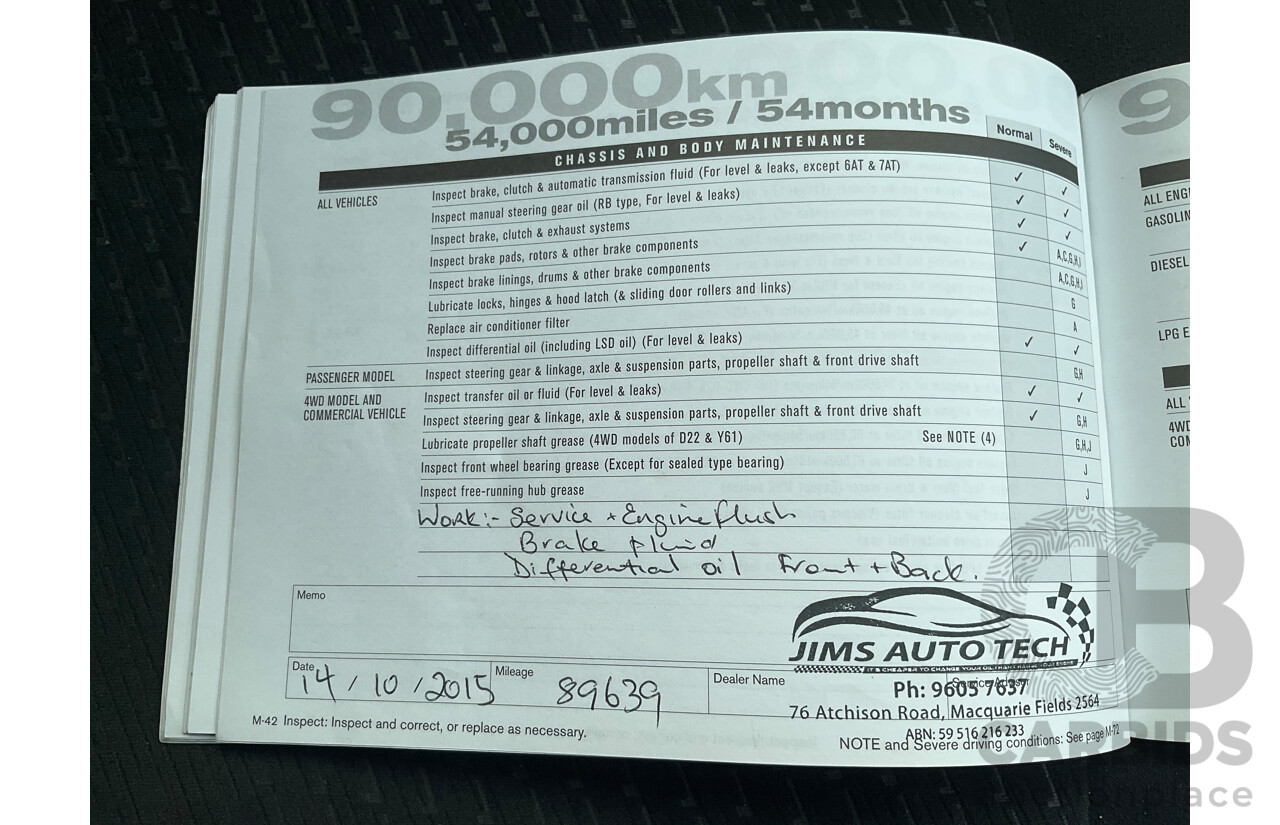 90,000km
54,000miles / 54months
CHASSIS AND BODY MAINTENANCE Normal Severe
ALL VEHICLES Inspect brake, clutch & automatic transmission fluid (For level & leaks, except 6AT & 7AT) ✓ ✓
Inspect manual steering gear oil (RB type, For level & leaks) ✓ ✓
Inspect brake, clutch & exhaust systems ✓ ✓
Inspect brake pads, rotors & other brake components ✓ A,C,G,H,I
Inspect brake linings, drums & other brake components A,C,G,H,I
Lubricate locks, hinges & hood latch (& sliding door rollers and links) G
Replace air conditioner filter A
Inspect differential oil (including LSD oil) (For level & leaks) ✓ ✓
PASSENGER MODEL Inspect steering gear & linkage, axle & suspension parts, propeller shaft & front drive shaft G,H
4WD MODEL AND COMMERCIAL VEHICLE Inspect transfer oil or fluid (For level & leaks) ✓ ✓
Inspect steering gear & linkage, axle & suspension parts, propeller shaft & front drive shaft ✓ G,H
Lubricate propeller shaft grease (4WD models of D22 & Y61) See NOTE (4) G,H,J
Inspect front wheel bearing grease (Except for sealed type bearing) J
Inspect free-running hub grease J
Work:- Service + Engine flush
Brake fluid
Differential oil Front + Back.
Memo
JIMS AUTO TECH
Date 14 / 10 / 2015 Mileage 89639 Dealer Name
Ph: 9605 7637
76 Atchison Road, Macquarie Fields 2564
ABN: 59 516 216 233
M-42 Inspect: Inspect and correct, or replace as necessary.
NOTE and Severe driving conditions: See page M-72
9
ALL ENG
GASOLIN
DIESEL
LPG E
ALL
4WD
CON
CB
CARBIDS